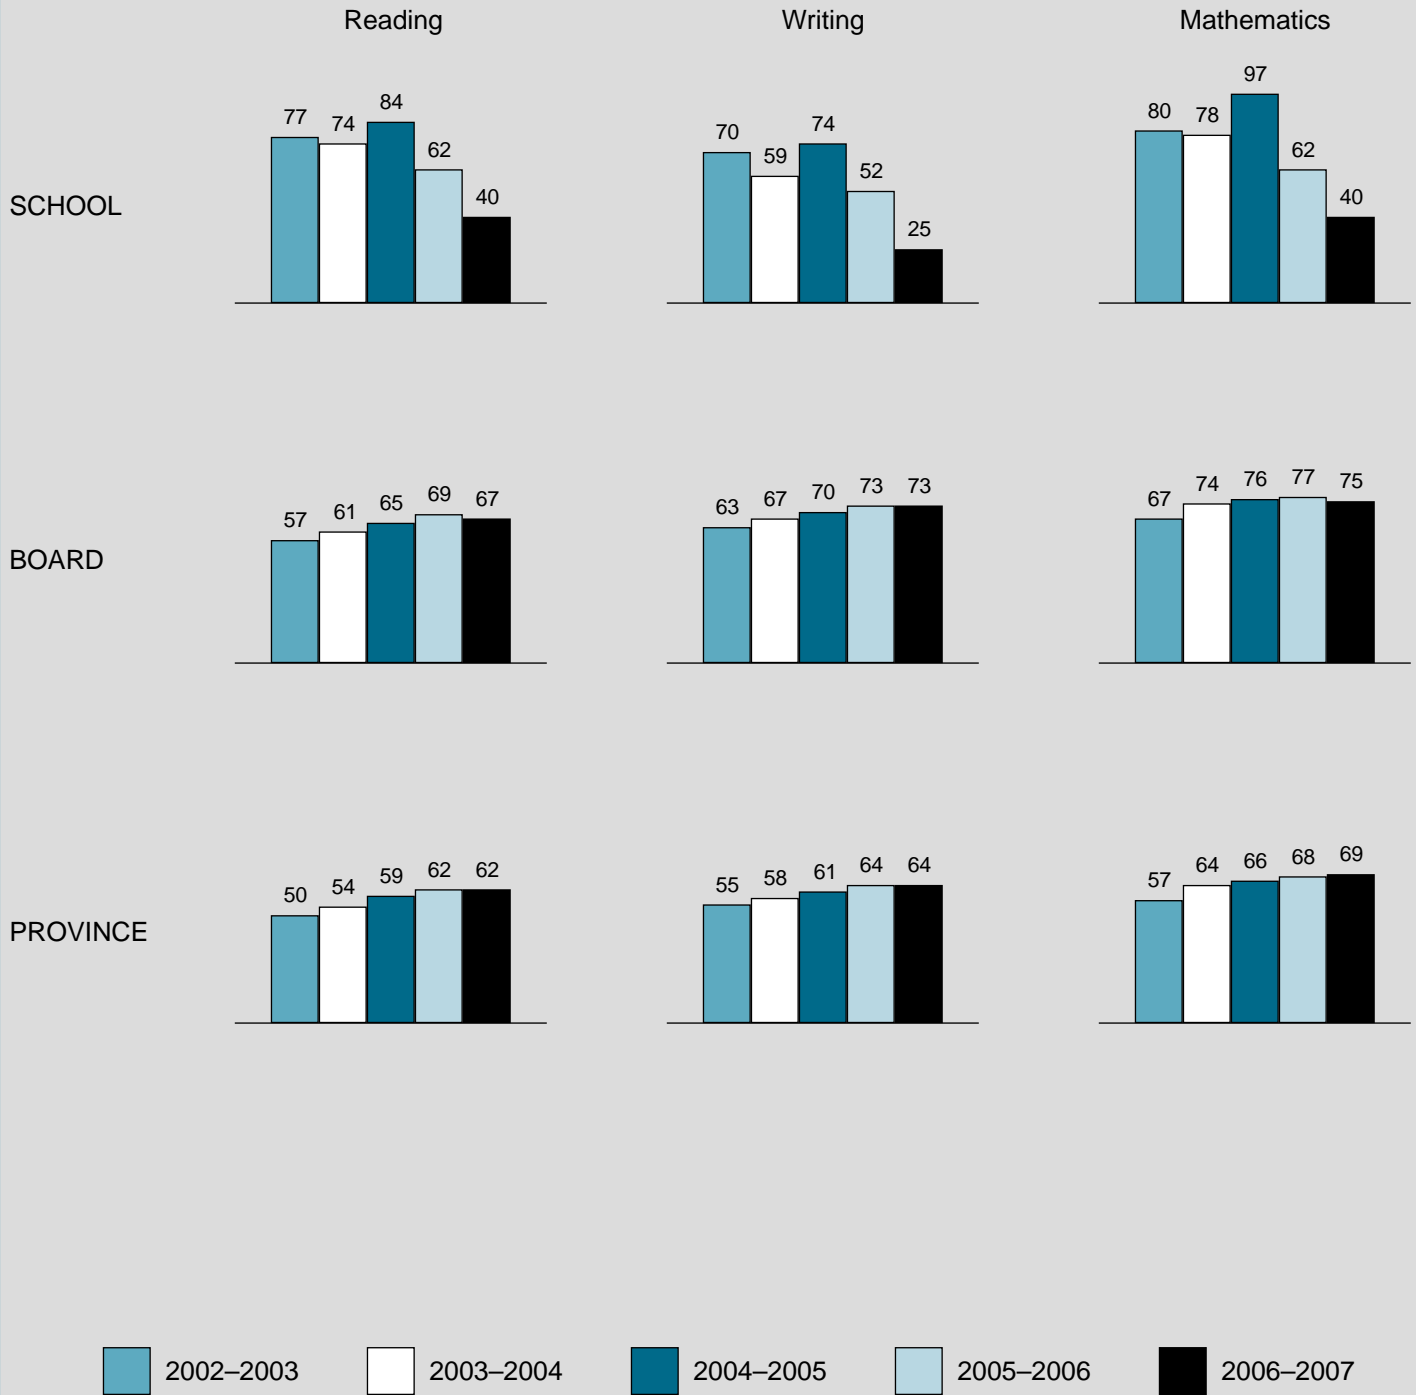 Reading Writing Mathematics
SCHOOL
77 74 84 62 40
70 59 74 52 25
80 78 97 62 40
BOARD
57 61 65 69 67
63 67 70 73 73
67 74 76 77 75
PROVINCE
50 54 59 62 62
55 58 61 64 64
57 64 66 68 69
2002–2003 2003–2004 2004–2005 2005–2006 2006–2007